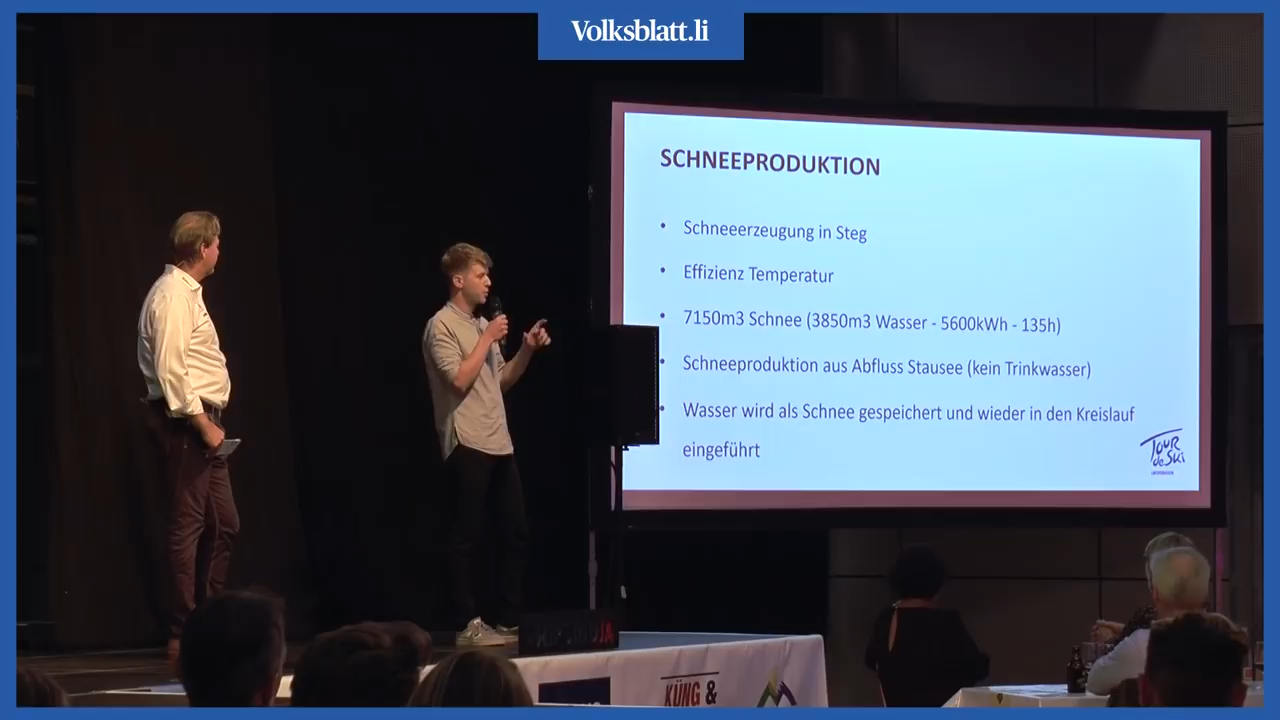 Volksblatt.li
SCHNEEPRODUKTION
• Schneeerzeugung in Steg
• Effizienz Temperatur
• 7150m3 Schnee (3850m3 Wasser - 5600kWh - 135h)
• Schneeproduktion aus Abfluss Stausee (kein Trinkwasser)
• Wasser wird als Schnee gespeichert und wieder in den Kreislauf
eingeführt
TOUR
de SKI
KÜNG &